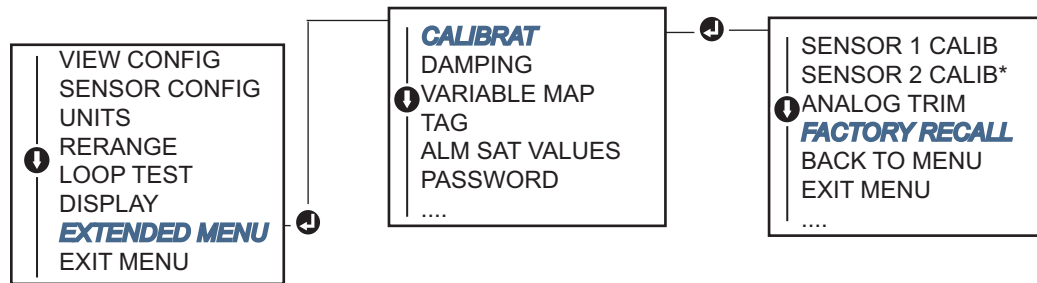 VIEW CONFIG
SENSOR CONFIG
UNITS
RERANGE
LOOP TEST
DISPLAY
EXTENDED MENU
EXIT MENU
CALIBRAT
DAMPING
VARIABLE MAP
TAG
ALM SAT VALUES
PASSWORD
....
SENSOR 1 CALIB
SENSOR 2 CALIB*
ANALOG TRIM
FACTORY RECALL
BACK TO MENU
EXIT MENU
....